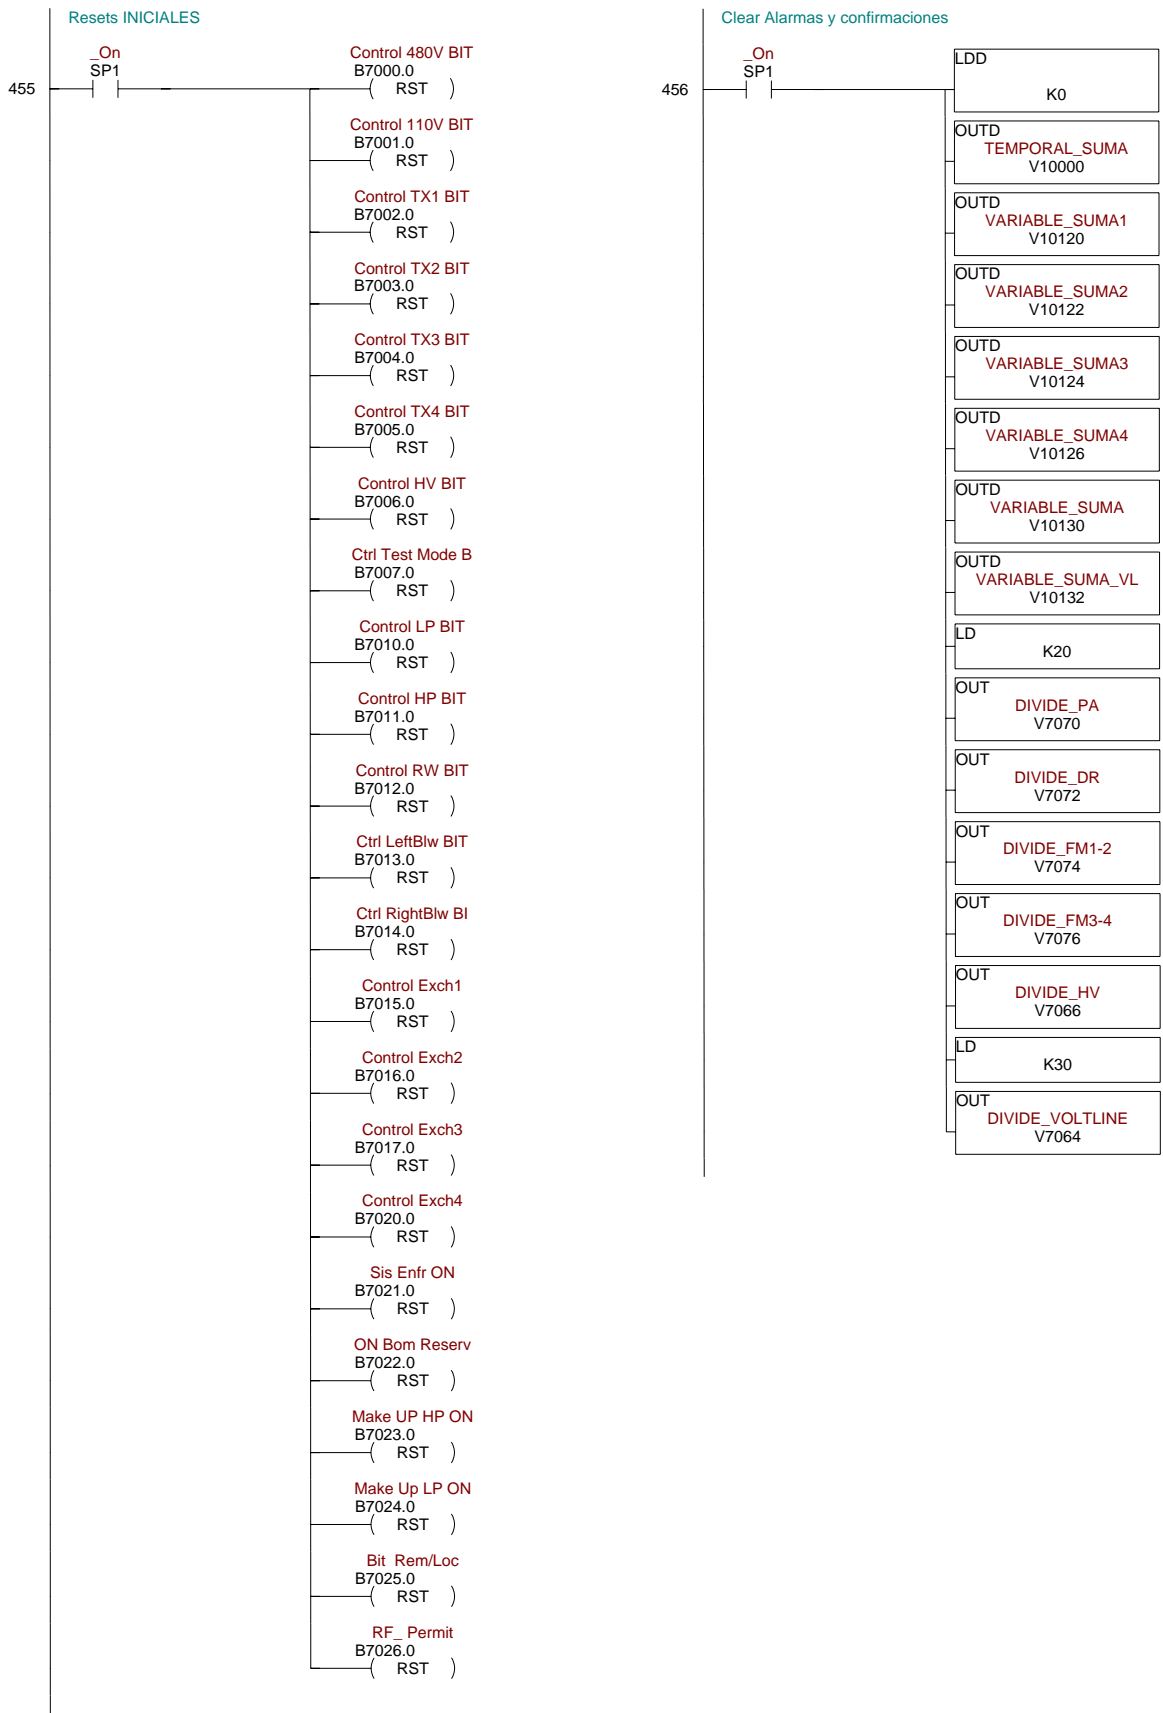 Resets INICIALES
_On
SP1
455
Control 480V BIT
B7000.0
RST
Control 110V BIT
B7001.0
RST
Control TX1 BIT
B7002.0
RST
Control TX2 BIT
B7003.0
RST
Control TX3 BIT
B7004.0
RST
Control TX4 BIT
B7005.0
RST
Control HV BIT
B7006.0
RST
Ctrl Test Mode B
B7007.0
RST
Control LP BIT
B7010.0
RST
Control HP BIT
B7011.0
RST
Control RW BIT
B7012.0
RST
Ctrl LeftBlw BIT
B7013.0
RST
Ctrl RightBlw BI
B7014.0
RST
Control Exch1
B7015.0
RST
Control Exch2
B7016.0
RST
Control Exch3
B7017.0
RST
Control Exch4
B7020.0
RST
Sis Enfr ON
B7021.0
RST
ON Bom Reserv
B7022.0
RST
Make UP HP ON
B7023.0
RST
Make Up LP ON
B7024.0
RST
Bit Rem/Loc
B7025.0
RST
RF_ Permit
B7026.0
RST
Clear Alarmas y confirmaciones
_On
SP1
456
LDD
K0
OUTD
TEMPORAL_SUMA
V10000
OUTD
VARIABLE_SUMA1
V10120
OUTD
VARIABLE_SUMA2
V10122
OUTD
VARIABLE_SUMA3
V10124
OUTD
VARIABLE_SUMA4
V10126
OUTD
VARIABLE_SUMA
V10130
OUTD
VARIABLE_SUMA_VL
V10132
LD
K20
OUT
DIVIDE_PA
V7070
OUT
DIVIDE_DR
V7072
OUT
DIVIDE_FM1-2
V7074
OUT
DIVIDE_FM3-4
V7076
OUT
DIVIDE_HV
V7066
LD
K30
OUT
DIVIDE_VOLTLINE
V7064